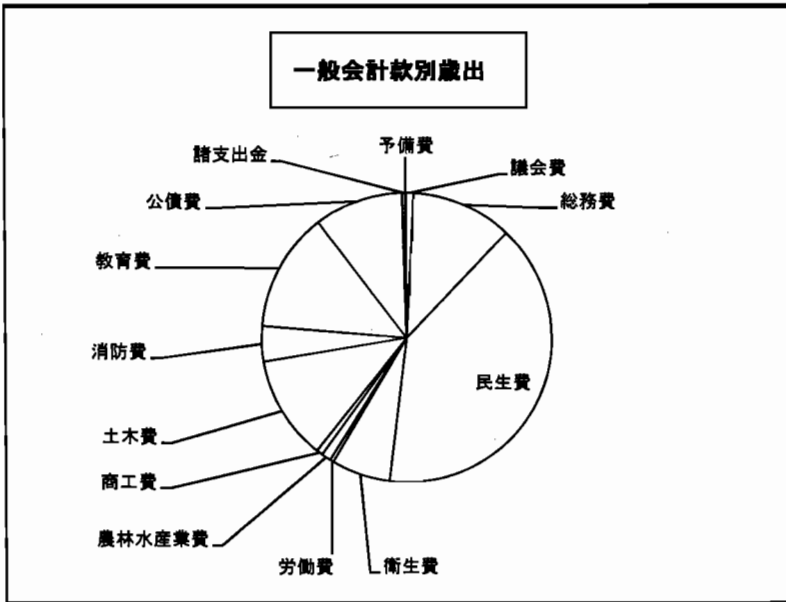 一般会計款別歳出
予備費
諸支出金
議会費
公債費
総務費
教育費
消防費
民生費
土木費
商工費
農林水産業費
労働費
衛生費